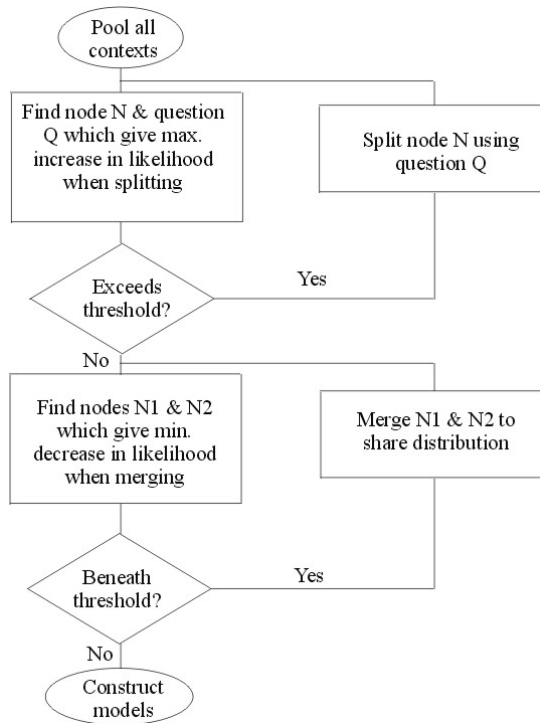 Pool all
contexts
Find node N & question
Q which give max.
increase in likelihood
when splitting
Split node N using
question Q
Exceeds
threshold?
Yes
No
Find nodes N1 & N2
which give min.
decrease in likelihood
when merging
Merge N1 & N2 to
share distribution
Beneath
threshold?
Yes
No
Construct
models